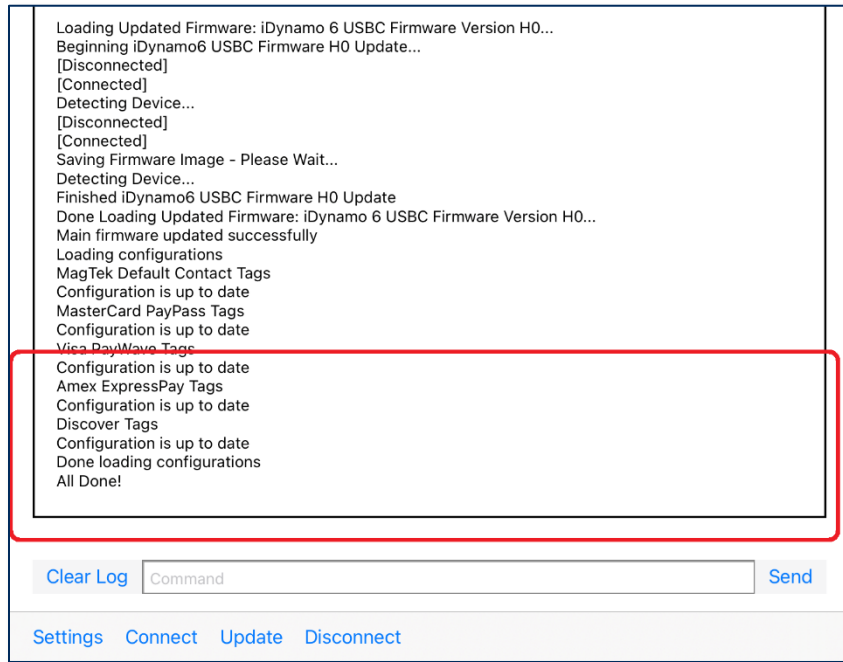 Loading Updated Firmware: iDynamo 6 USBC Firmware Version H0...
Beginning iDynamo6 USBC Firmware H0 Update...
[Disconnected]
[Connected]
Detecting Device...
[Disconnected]
[Connected]
Saving Firmware Image - Please Wait...
Detecting Device...
Finished iDynamo6 USBC Firmware H0 Update
Done Loading Updated Firmware: iDynamo 6 USBC Firmware Version H0...
Main firmware updated successfully
Loading configurations
MagTek Default Contact Tags
Configuration is up to date
MasterCard PayPass Tags
Configuration is up to date
Visa PayWave Tags
Configuration is up to date
Amex ExpressPay Tags
Configuration is up to date
Discover Tags
Configuration is up to date
Done loading configurations
All Done!
Clear Log Command Send
Settings Connect Update Disconnect